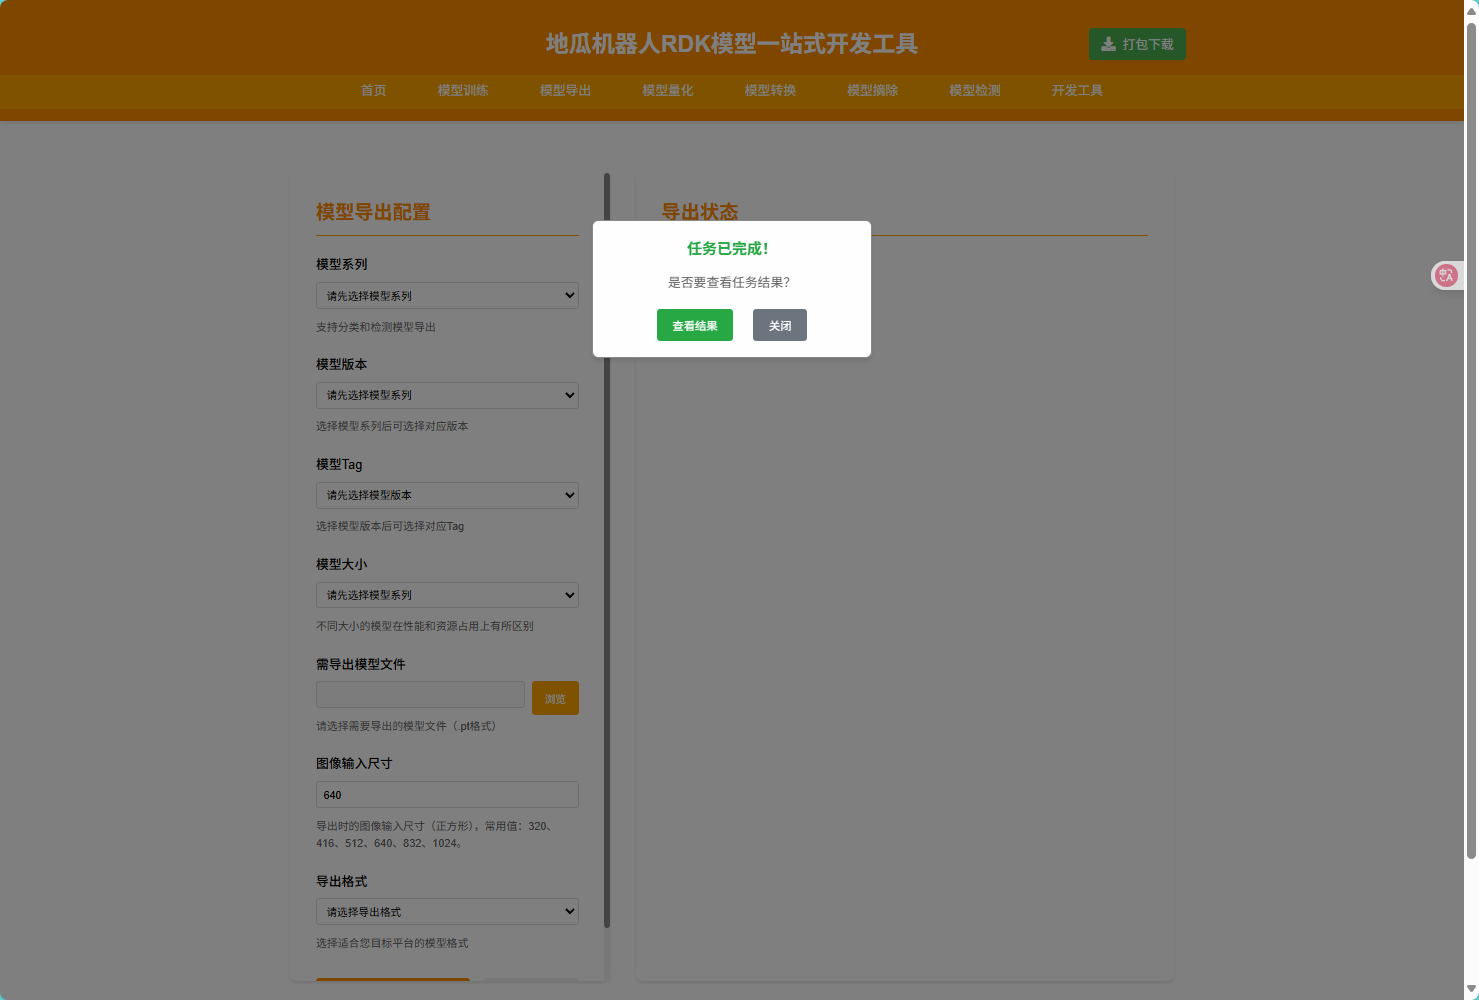 地瓜机器人RDK模型一站式开发工具
打包下载
首页 模型训练 模型导出 模型量化 模型转换 模型摘除 模型检测 开发工具
模型导出配置
模型系列
请先选择模型系列
支持分类和检测模型导出
模型版本
请先选择模型系列
选择模型系列后可选择对应版本
模型Tag
请先选择模型版本
选择模型版本后可选择对应Tag
模型大小
请先选择模型系列
不同大小的模型在性能和资源占用上有所区别
需导出模型文件
浏览
请选择需要导出的模型文件（.pt格式）
图像输入尺寸
640
导出时的图像输入尺寸（正方形），常用值：320、
416、512、640、832、1024。
导出格式
请选择导出格式
选择适合您目标平台的模型格式
导出状态
任务已完成！
是否要查看任务结果？
查看结果 关闭